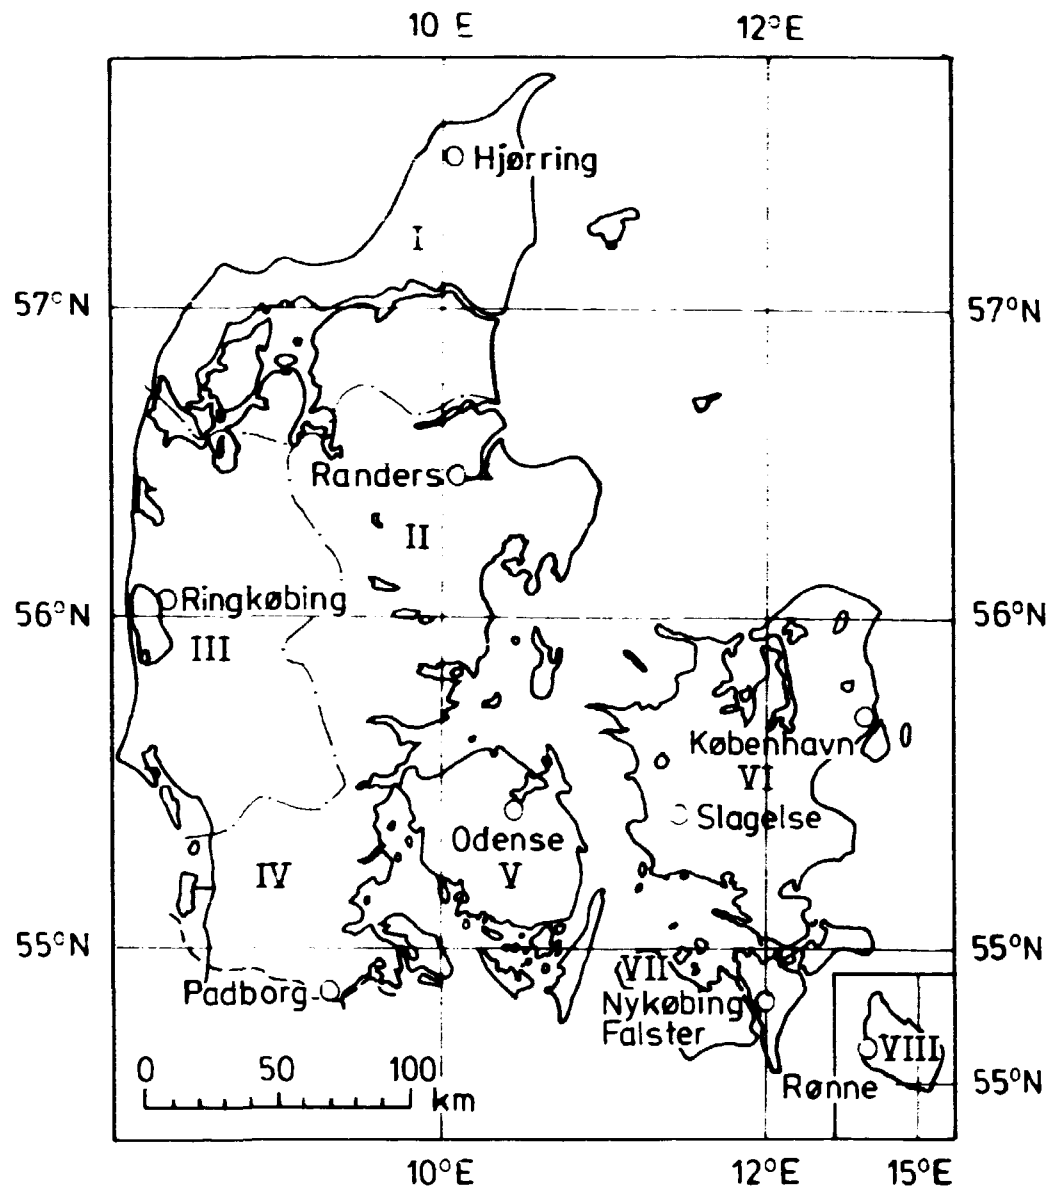 10 E
12°E
Hjørring
I
57°N
57°N
Randers
II
Ringkøbing
56°N
56°N
III
København
VI
Slagelse
Odense
IV
V
55°N
55°N
VII
Padborg
Nykøbing
Falster
VIII
0 50 100
km
Rønne
55°N
10°E
12°E
15°E